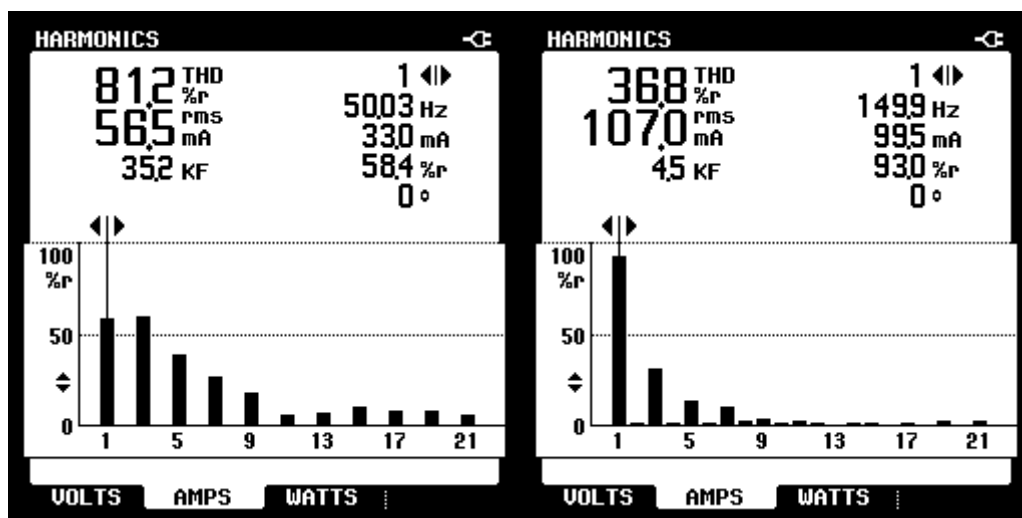 HARMONICS
81.2 THD %r
56.5 rms mA
35.2 KF
1
50.03 Hz
33.0 mA
58.4 %r
0 °
100
%r
50
0
1 5 9 13 17 21
VOLTS AMPS WATTS
HARMONICS
36.8 THD %r
107.0 rms mA
4.5 KF
1
149.9 Hz
99.5 mA
93.0 %r
0 °
100
%r
50
0
1 5 9 13 17 21
VOLTS AMPS WATTS